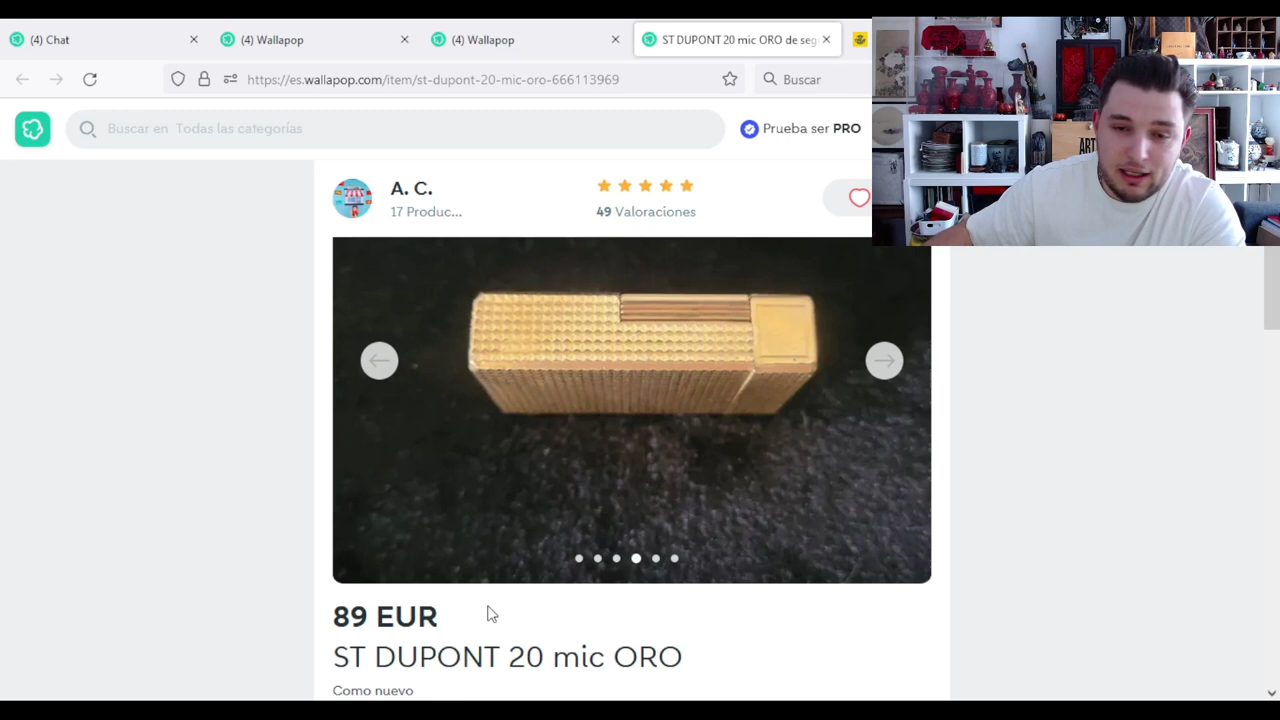 (4) Chat
(4) Wallapop
(4) Wallapop
ST DUPONT 20 mic ORO de seg
https://es.wallapop.com/item/st-dupont-20-mic-oro-666113969
Buscar
Buscar en Todas las categorías
Prueba ser PRO
A. C.
17 Produc...
49 Valoraciones
ART
89 EUR
ST DUPONT 20 mic ORO
Como nuevo